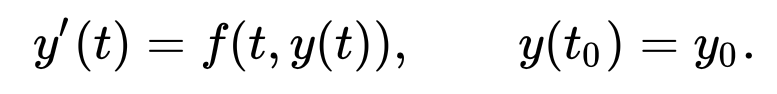 y′(t) = f(t, y(t)), y(t₀) = y₀.